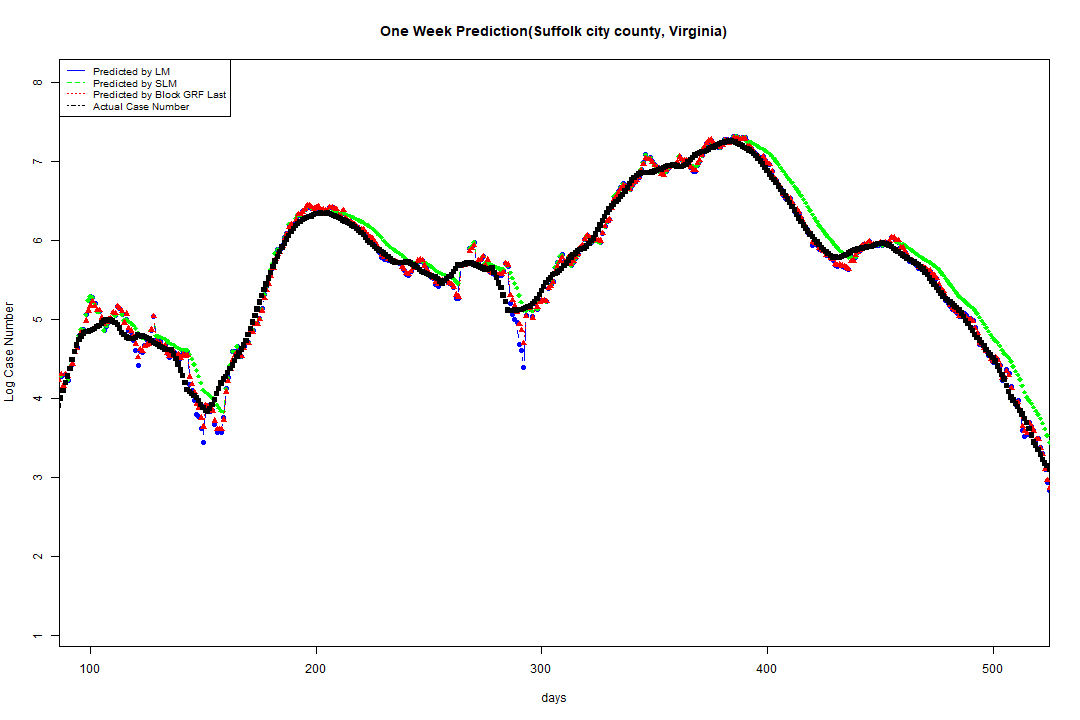 One Week Prediction(Suffolk city county, Virginia)
Predicted by LM
Predicted by SLM
Predicted by Block GRF Last
Actual Case Number
8
7
6
5
4
3
2
1
Log Case Number
100 200 300 400 500
days